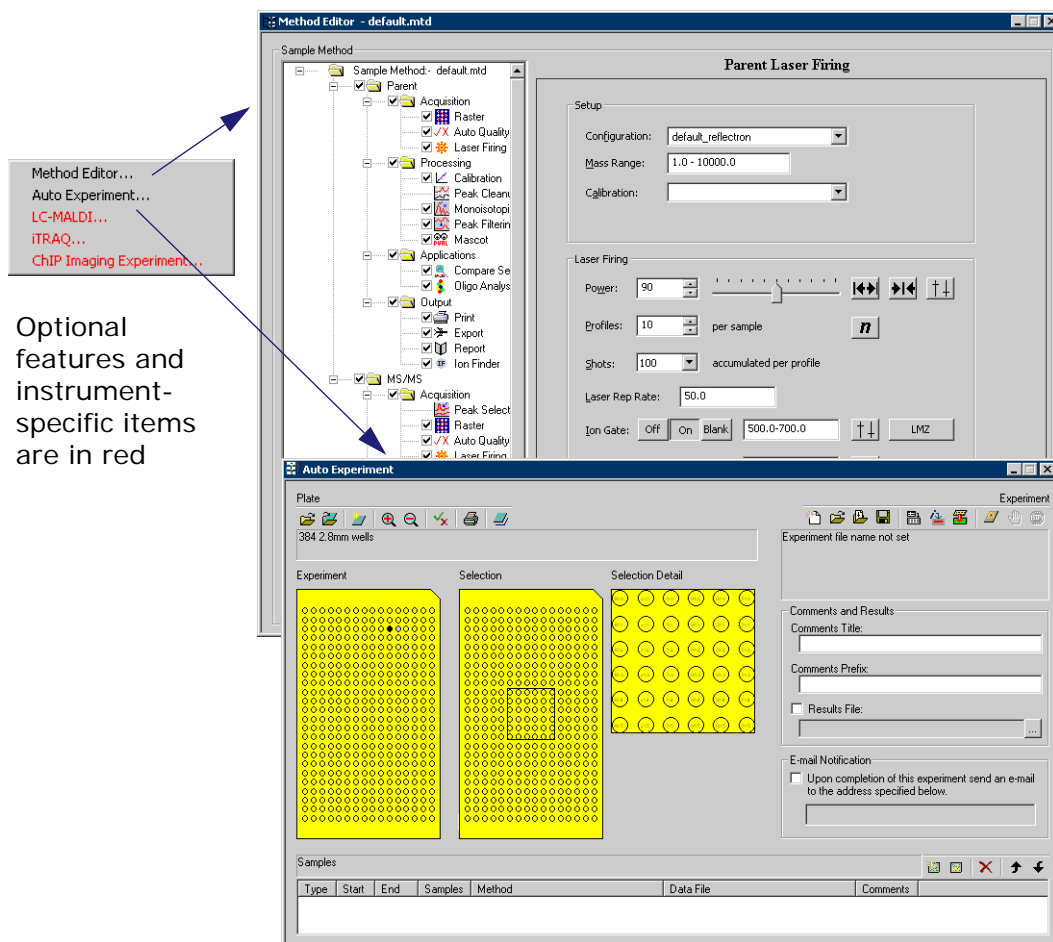 Method Editor - default.mtd
Sample Method
Sample Method:- default.mtd
Parent
Acquisition
Raster
Auto Quality
Laser Firing
Processing
Calibration
Peak Cleanu
Monoisotopi
Peak Filterin
Mascot
Applications
Compare Se
Oligo Analys
Output
Print
Export
Report
Ion Finder
MS/MS
Acquisition
Peak Select
Raster
Auto Quality
Laser Firing
Parent Laser Firing
Setup
Configuration: default_reflectron
Mass Range: 1.0 - 10000.0
Calibration:
Laser Firing
Power: 90
Profiles: 10 per sample n
Shots: 100 accumulated per profile
Laser Rep Rate: 50.0
Ion Gate: Off On Blank 500.0-700.0 LMZ
Method Editor...
Auto Experiment...
LC-MALDI...
iTRAQ...
ChIP Imaging Experiment...
Optional
features and
instrument-
specific items
are in red
Auto Experiment
Plate
Experiment
384 2.8mm wells
Experiment file name not set
Experiment
Selection
Selection Detail
Comments and Results
Comments Title:
Comments Prefix:
Results File:
...
E-mail Notification
Upon completion of this experiment send an e-mail
to the address specified below.
Samples
Type Start End Samples Method Data File Comments